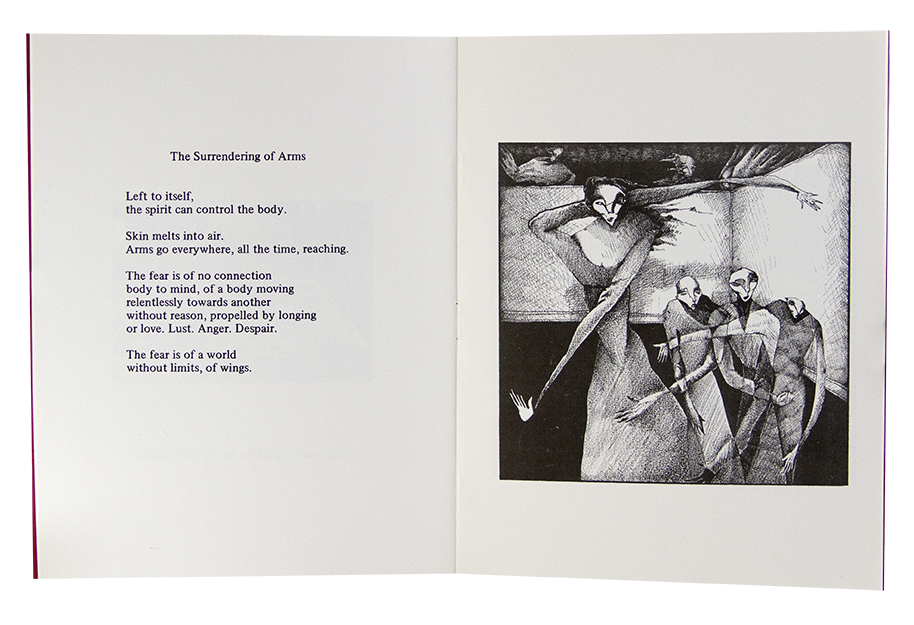 The Surrendering of Arms
Left to itself,
the spirit can control the body.
Skin melts into air.
Arms go everywhere, all the time, reaching.
The fear is of no connection
body to mind, of a body moving
relentlessly towards another
without reason, propelled by longing
or love. Lust. Anger. Despair.
The fear is of a world
without limits, of wings.